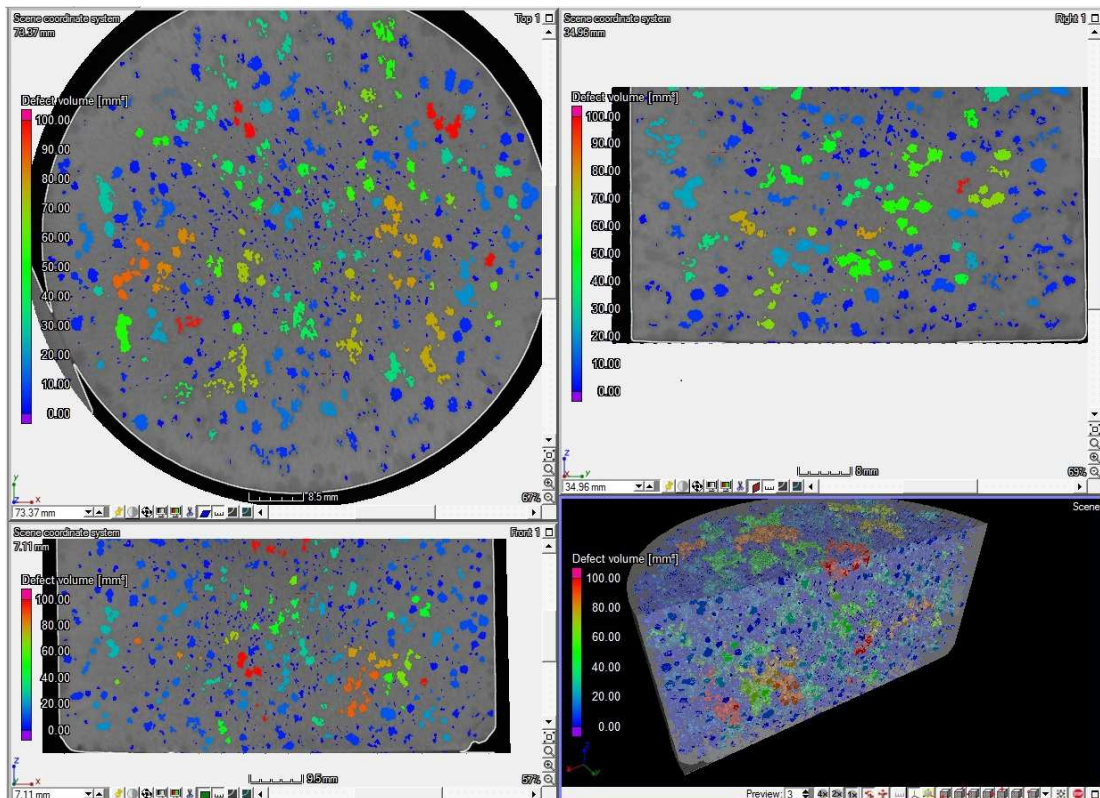 Scene coordinate system
Top 1
73.37 mm
Defect volume [mm³]
100.00
90.00
80.00
70.00
60.00
50.00
40.00
30.00
20.00
10.00
0.00
z
y
x
8.5 mm
67%
73.37 mm
Scene coordinate system
Right 1
34.96 mm
Defect volume [mm³]
100.00
90.00
80.00
70.00
60.00
50.00
40.00
30.00
20.00
10.00
0.00
8 mm
69%
34.96 mm
Scene coordinate system
Front 1
7.11 mm
Defect volume [mm³]
100.00
80.00
60.00
40.00
20.00
0.00
9.5 mm
57%
7.11 mm
Scene
Defect volume [mm³]
100.00
80.00
60.00
40.00
20.00
0.00
Preview: 3 4x 2x 1x